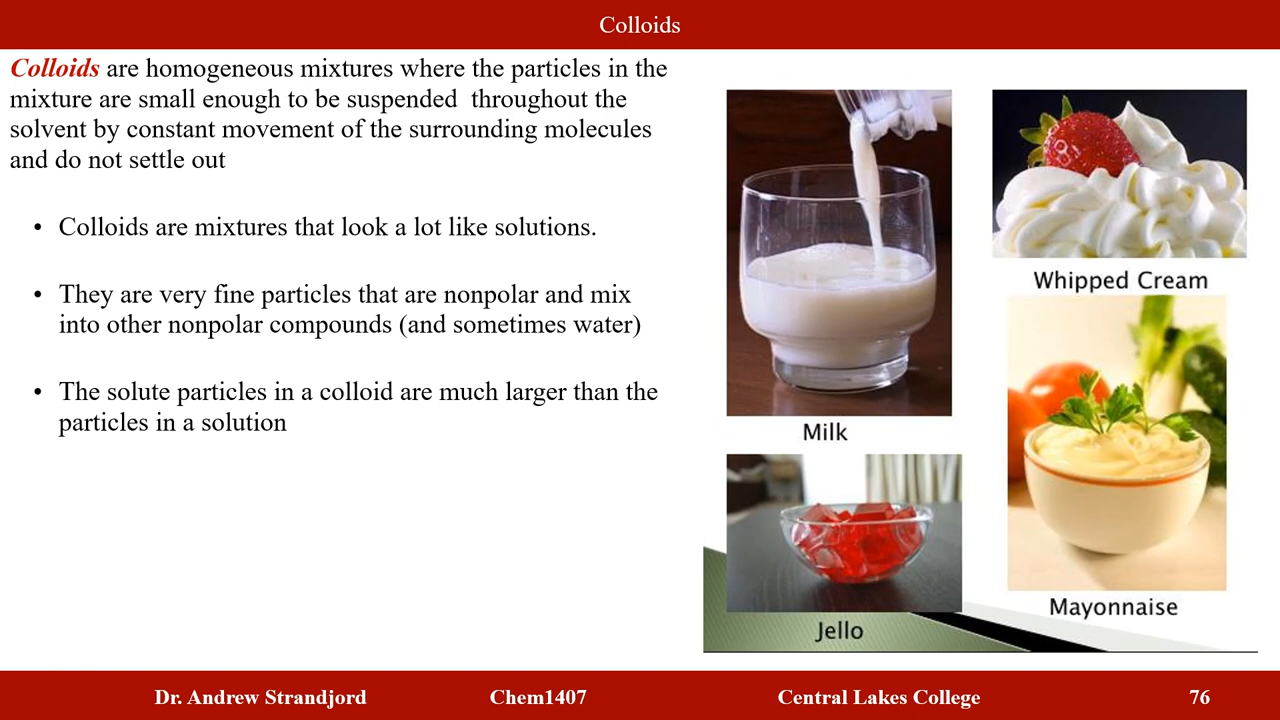 Colloids
Colloids are homogeneous mixtures where the particles in the
mixture are small enough to be suspended  throughout the
solvent by constant movement of the surrounding molecules
and do not settle out
• Colloids are mixtures that look a lot like solutions.
• They are very fine particles that are nonpolar and mix
into other nonpolar compounds (and sometimes water)
• The solute particles in a colloid are much larger than the
particles in a solution
Milk
Whipped Cream
Jello
Mayonnaise
Dr. Andrew Strandjord Chem1407 Central Lakes College 76